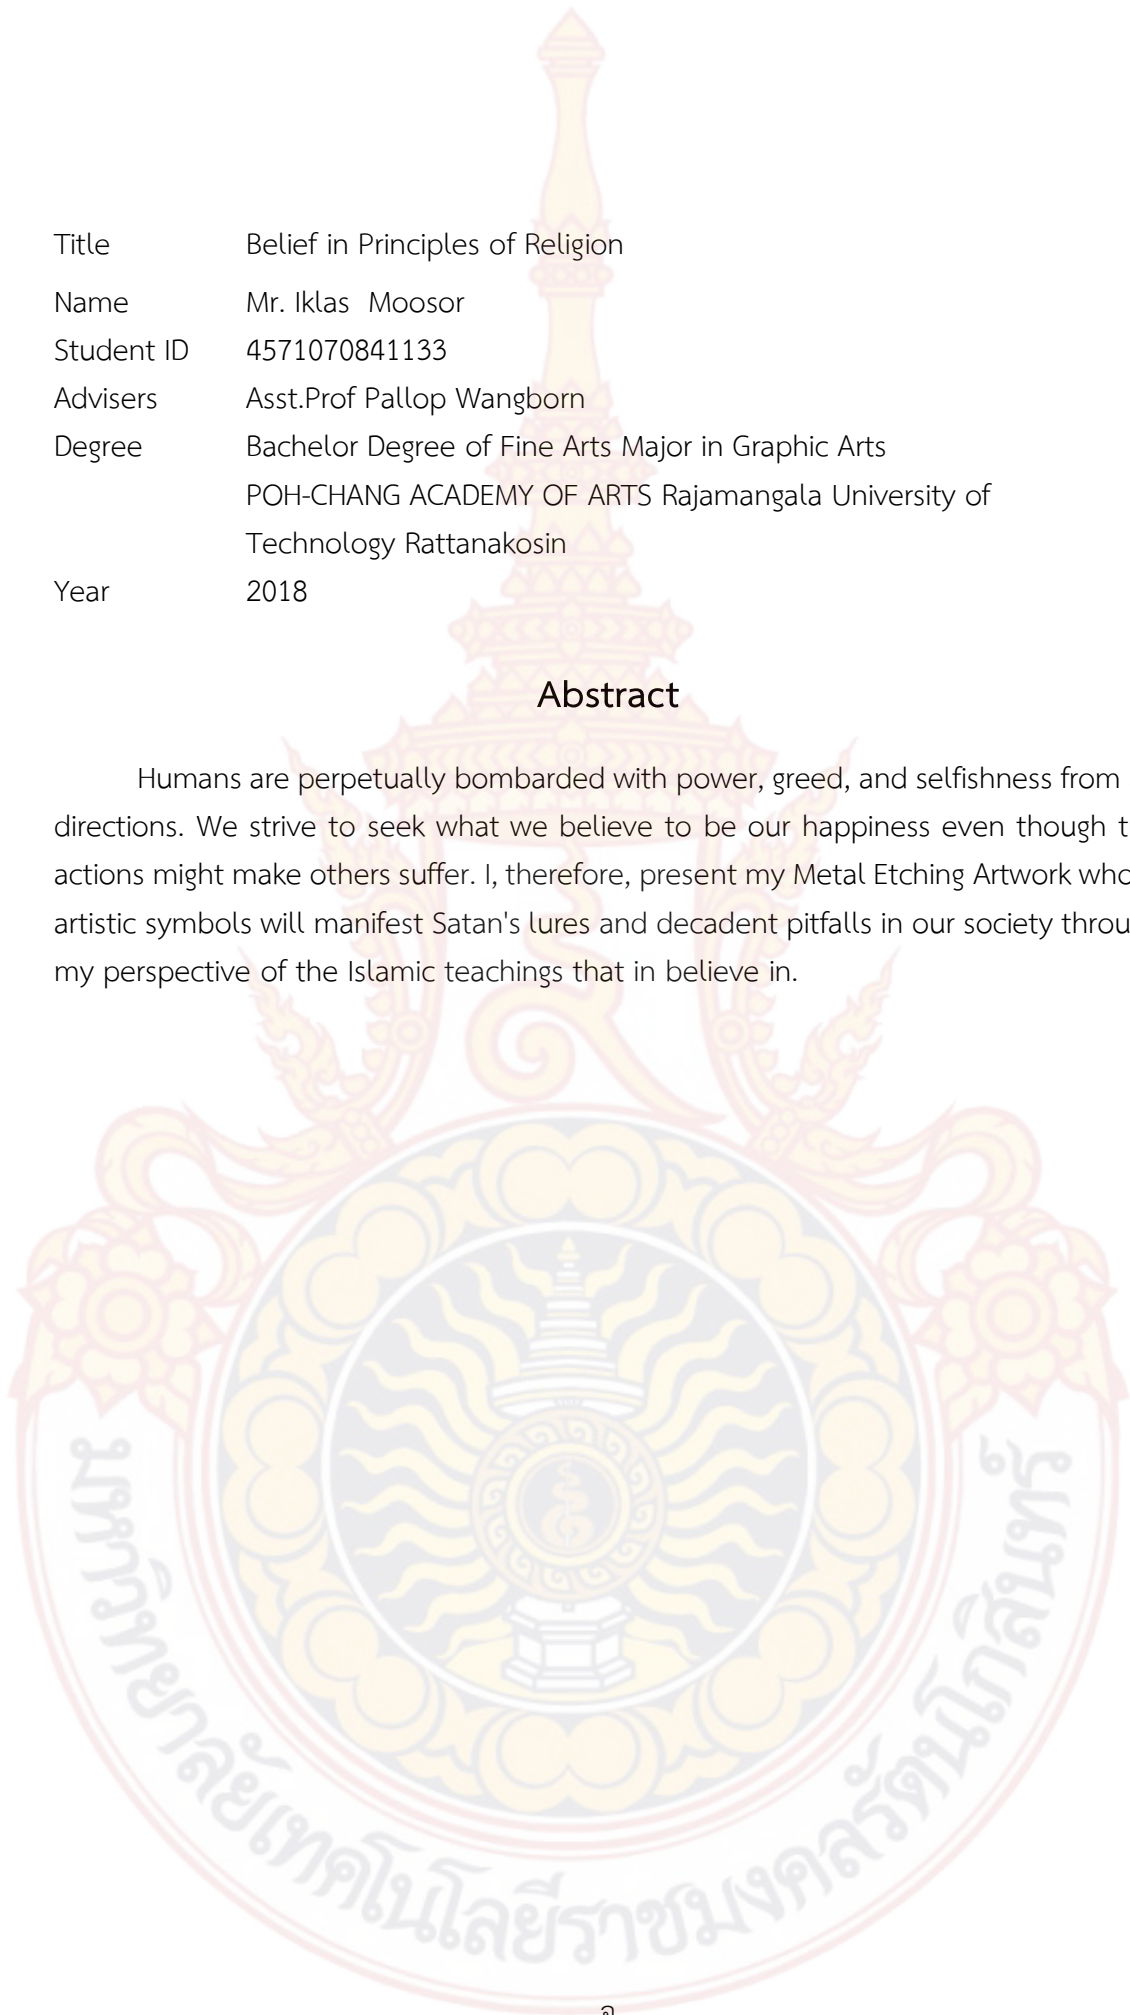 Title Belief in Principles of Religion
Name Mr. Iklas Moosor
Student ID 4571070841133
Advisers Asst.Prof Pallop Wangborn
Degree Bachelor Degree of Fine Arts Major in Graphic Arts
POH-CHANG ACADEMY OF ARTS Rajamangala University of
Technology Rattanakosin
Year 2018
Abstract
Humans are perpetually bombarded with power, greed, and selfishness from
directions. We strive to seek what we believe to be our happiness even though t
actions might make others suffer. I, therefore, present my Metal Etching Artwork who
artistic symbols will manifest Satan's lures and decadent pitfalls in our society throu
my perspective of the Islamic teachings that in believe in.
มหาวิทยาลัยเทคโนโลยีราชมงคลรัตนโกสินทร์